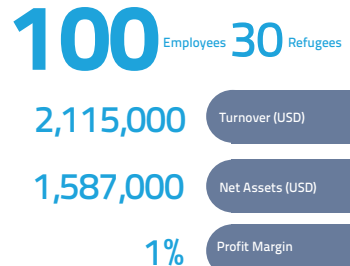 100 Employees 30 Refugees
2,115,000 Turnover (USD)
1,587,000 Net Assets (USD)
1% Profit Margin